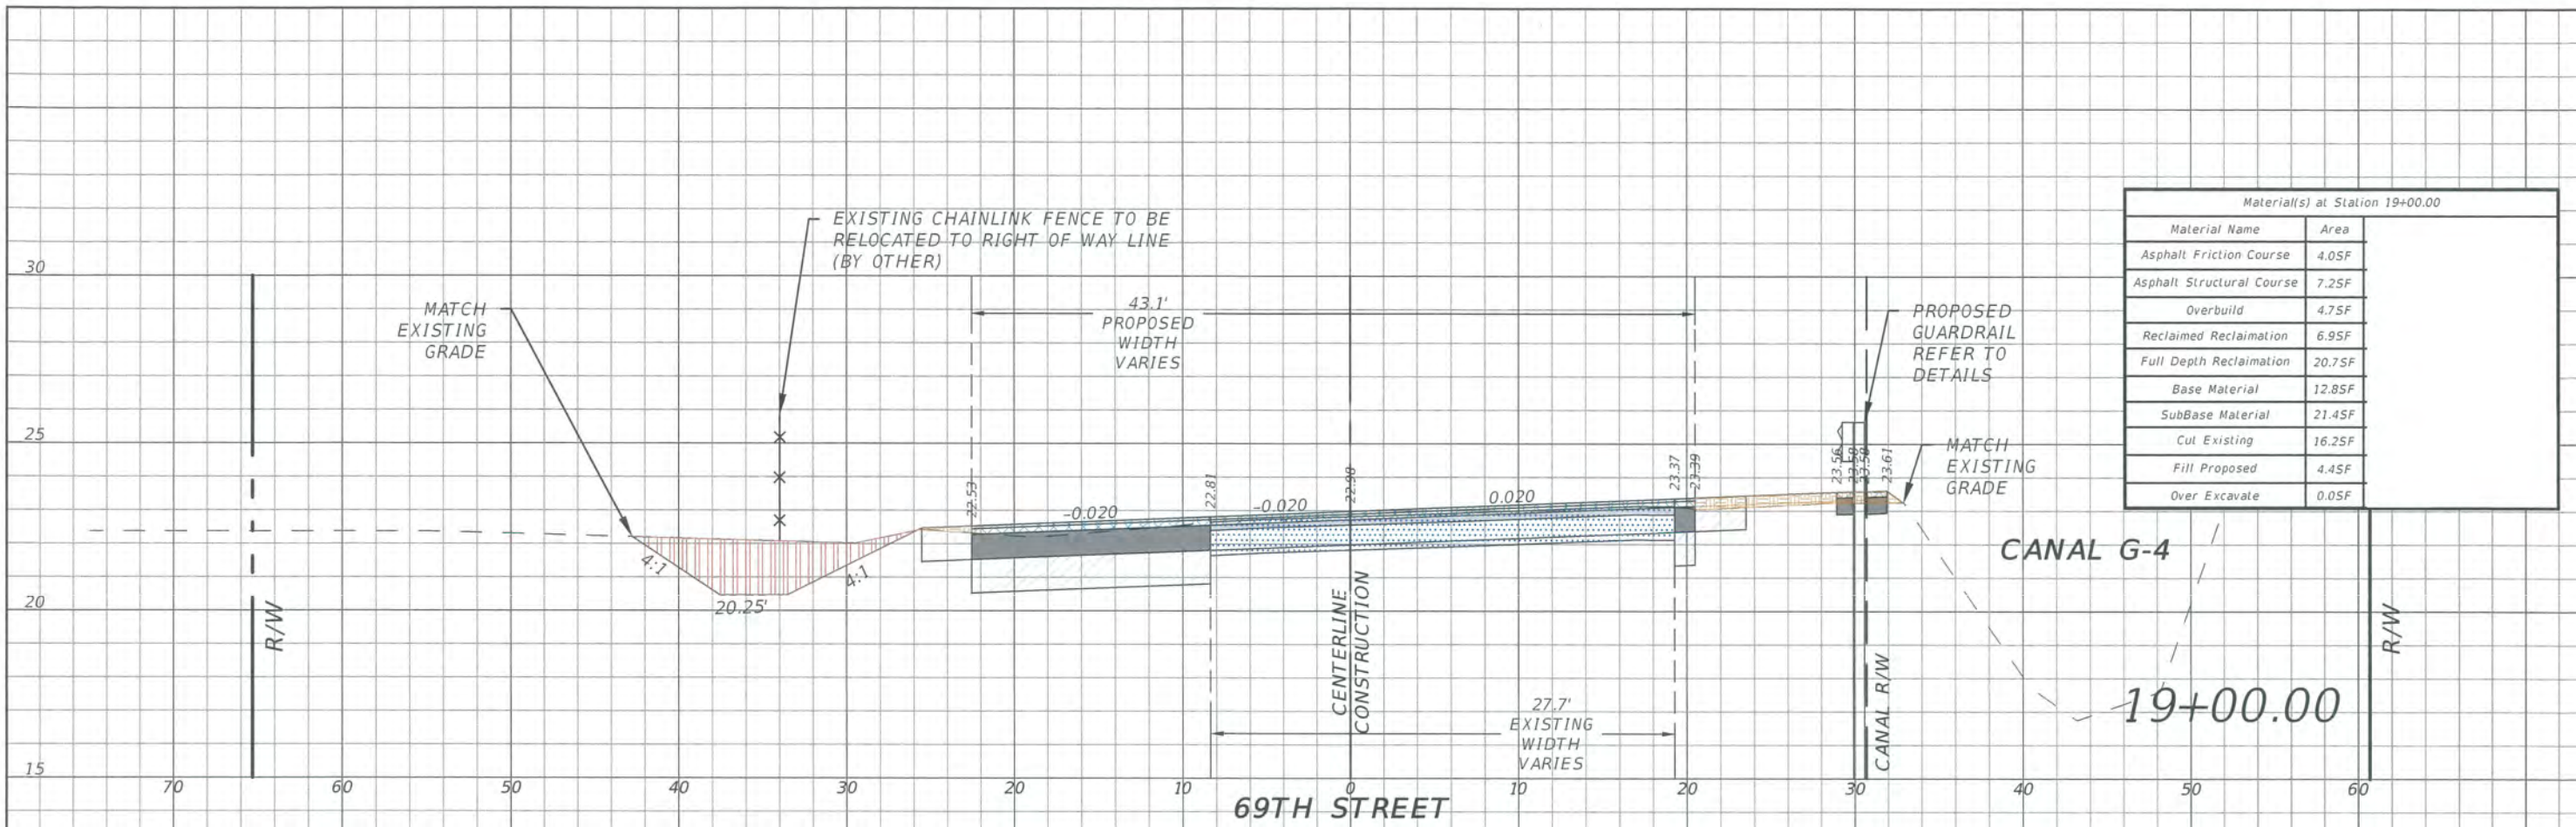 Material(s) at Station 19+00.00
Material Name Area
Asphalt Friction Course 4.0SF
Asphalt Structural Course 7.2SF
Overbuild 4.7SF
Reclaimed Reclaimation 6.9SF
Full Depth Reclaimation 20.7SF
Base Material 12.8SF
SubBase Material 21.4SF
Cut Existing 16.2SF
Fill Proposed 4.4SF
Over Excavate 0.0SF
EXISTING CHAINLINK FENCE TO BE
RELOCATED TO RIGHT OF WAY LINE
(BY OTHER)
30
MATCH
EXISTING
GRADE
43.1'
PROPOSED
WIDTH
VARIES
PROPOSED
GUARDRAIL
REFER TO
DETAILS
25
MATCH
EXISTING
GRADE
22.53
22.81
22.98
23.37
23.39
23.56
23.58
23.58
23.61
-0.020
-0.020
0.020
4:1
4:1
20.25'
CANAL G-4
20
R/W
CENTERLINE
CONSTRUCTION
CANAL R/W
R/W
27.7'
EXISTING
WIDTH
VARIES
19+00.00
15
70 60 50 40 30 20 10 0 10 20 30 40 50 60
69TH STREET